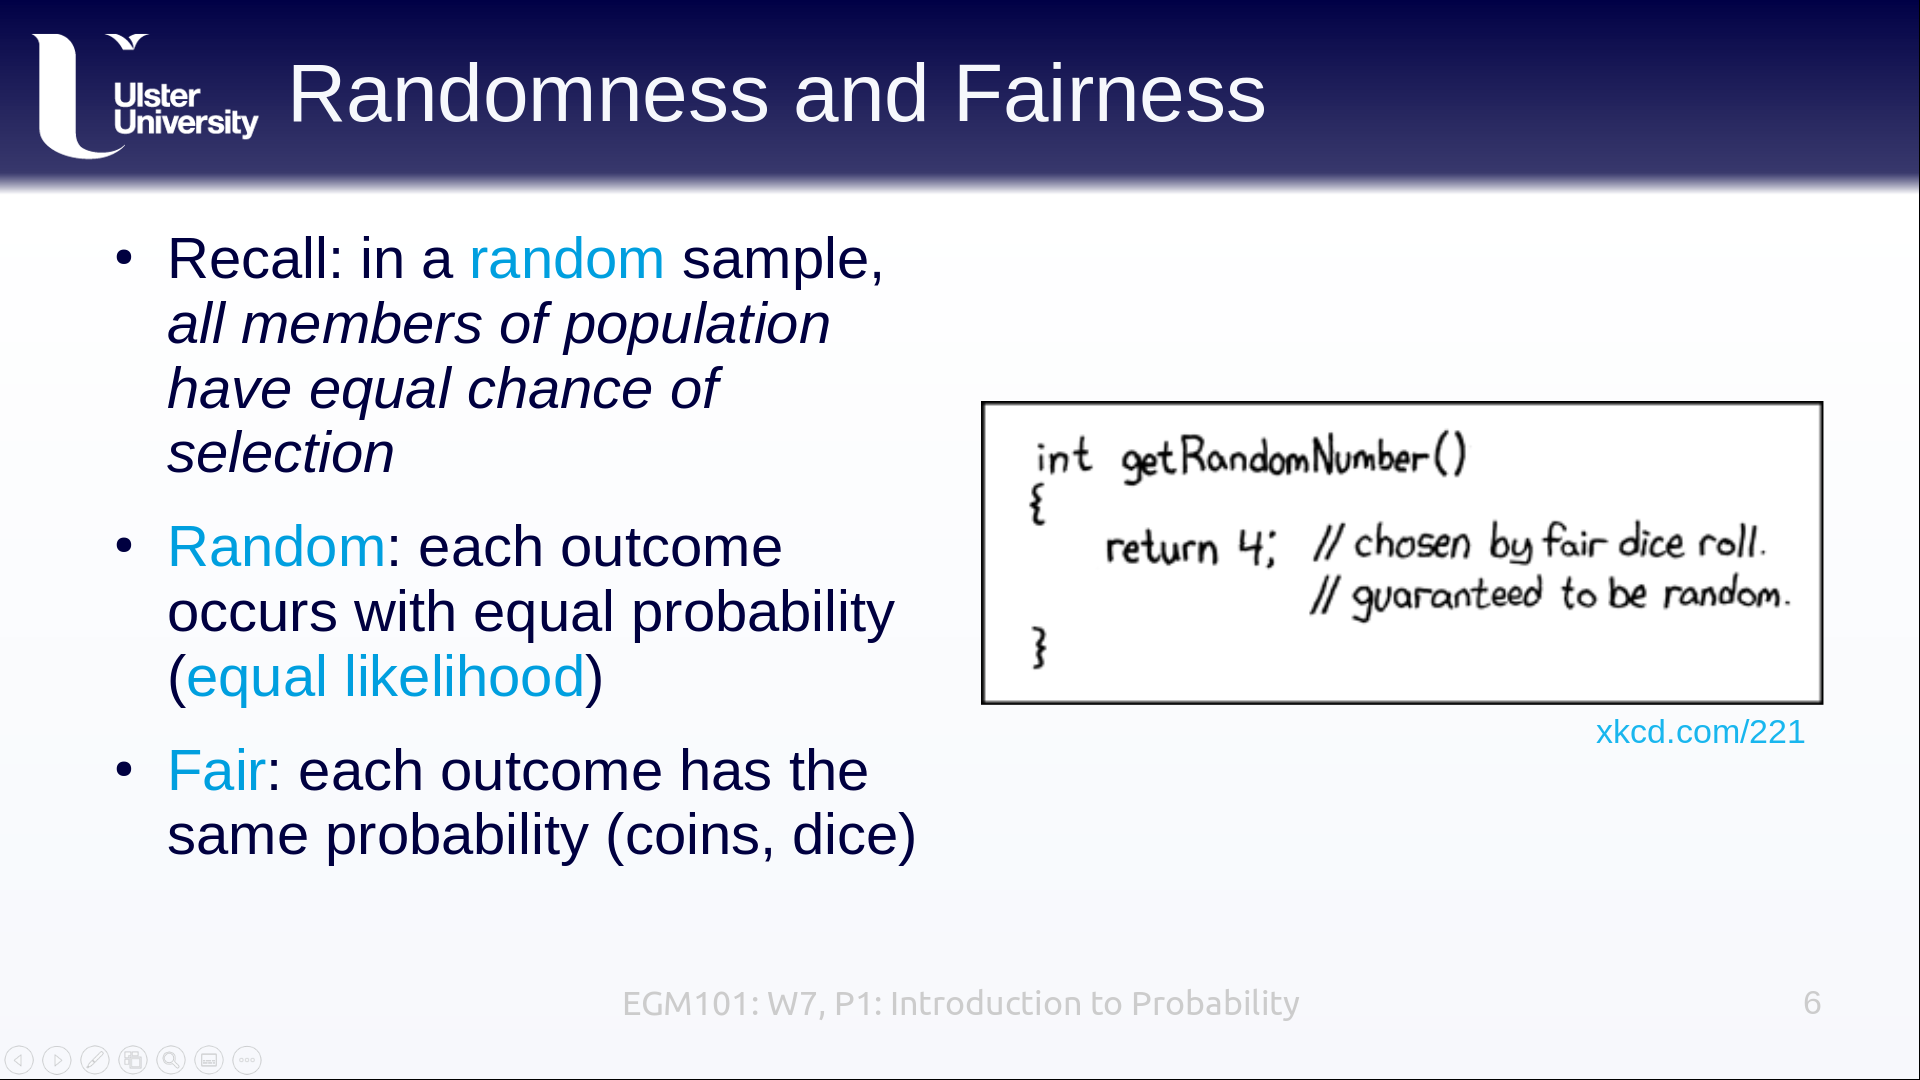 Ulster
University
Randomness and Fairness
• Recall: in a random sample,
all members of population
have equal chance of
selection
• Random: each outcome
occurs with equal probability
(equal likelihood)
• Fair: each outcome has the
same probability (coins, dice)
int getRandomNumber()
{
return 4; // chosen by fair dice roll.
// guaranteed to be random.
}
xkcd.com/221
EGM101: W7, P1: Introduction to Probability
6